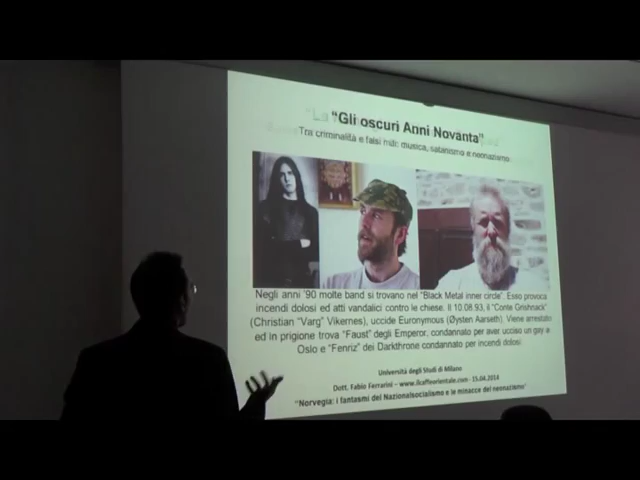 "Gli oscuri Anni Novanta"
Tra criminalità e falsi miti: musica, satanismo e neonazismo.
Negli anni '90 molte band si trovano nel "Black Metal inner circle". Esso provoca
incendi dolosi ed atti vandalici contro le chiese. Il 10.08.93, il "Conte Grishnack"
(Christian "Varg" Vikernes), uccide Euronymous (Øysten Aarseth). Viene arrestato
ed in prigione trova "Faust" degli Emperor, condannato per aver ucciso un gay a
Oslo e "Fenriz" dei Darkthrone condannato per incendi dolosi.
Università degli Studi di Milano
Dott. Fabio Ferrarini – www.ilcaffeorientale.com - 15.04.2014
"Norvegia: i fantasmi del Nazionalsocialismo e le minacce del neonazismo"